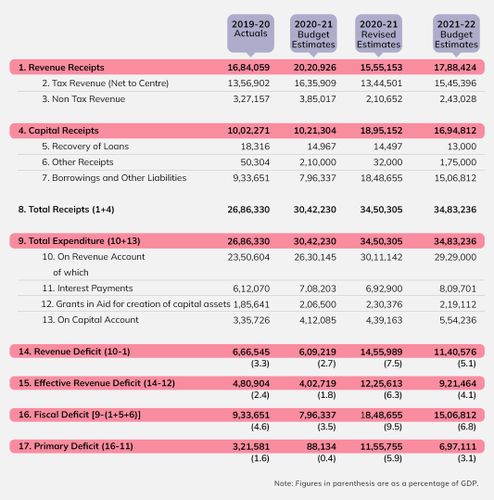 2019-20 Actuals 2020-21 Budget Estimates 2020-21 Revised Estimates 2021-22 Budget Estimates
1. Revenue Receipts 16,84,059 20,20,926 15,55,153 17,88,424
2. Tax Revenue (Net to Centre) 13,56,902 16,35,909 13,44,501 15,45,396
3. Non Tax Revenue 3,27,157 3,85,017 2,10,652 2,43,028
4. Capital Receipts 10,02,271 10,21,304 18,95,152 16,94,812
5. Recovery of Loans 18,316 14,967 14,497 13,000
6. Other Receipts 50,304 2,10,000 32,000 1,75,000
7. Borrowings and Other Liabilities 9,33,651 7,96,337 18,48,655 15,06,812
8. Total Receipts (1+4) 26,86,330 30,42,230 34,50,305 34,83,236
9. Total Expenditure (10+13) 26,86,330 30,42,230 34,50,305 34,83,236
10. On Revenue Account 23,50,604 26,30,145 30,11,142 29,29,000
of which
11. Interest Payments 6,12,070 7,08,203 6,92,900 8,09,701
12. Grants in Aid for creation of capital assets 1,85,641 2,06,500 2,30,376 2,19,112
13. On Capital Account 3,35,726 4,12,085 4,39,163 5,54,236
14. Revenue Deficit (10-1) 6,66,545 6,09,219 14,55,989 11,40,576
(3.3) (2.7) (7.5) (5.1)
15. Effective Revenue Deficit (14-12) 4,80,904 4,02,719 12,25,613 9,21,464
(2.4) (1.8) (6.3) (4.1)
16. Fiscal Deficit [9-(1+5+6)] 9,33,651 7,96,337 18,48,655 15,06,812
(4.6) (3.5) (9.5) (6.8)
17. Primary Deficit (16-11) 3,21,581 88,134 11,55,755 6,97,111
(1.6) (0.4) (5.9) (3.1)
Note: Figures in parenthesis are as a percentage of GDP.